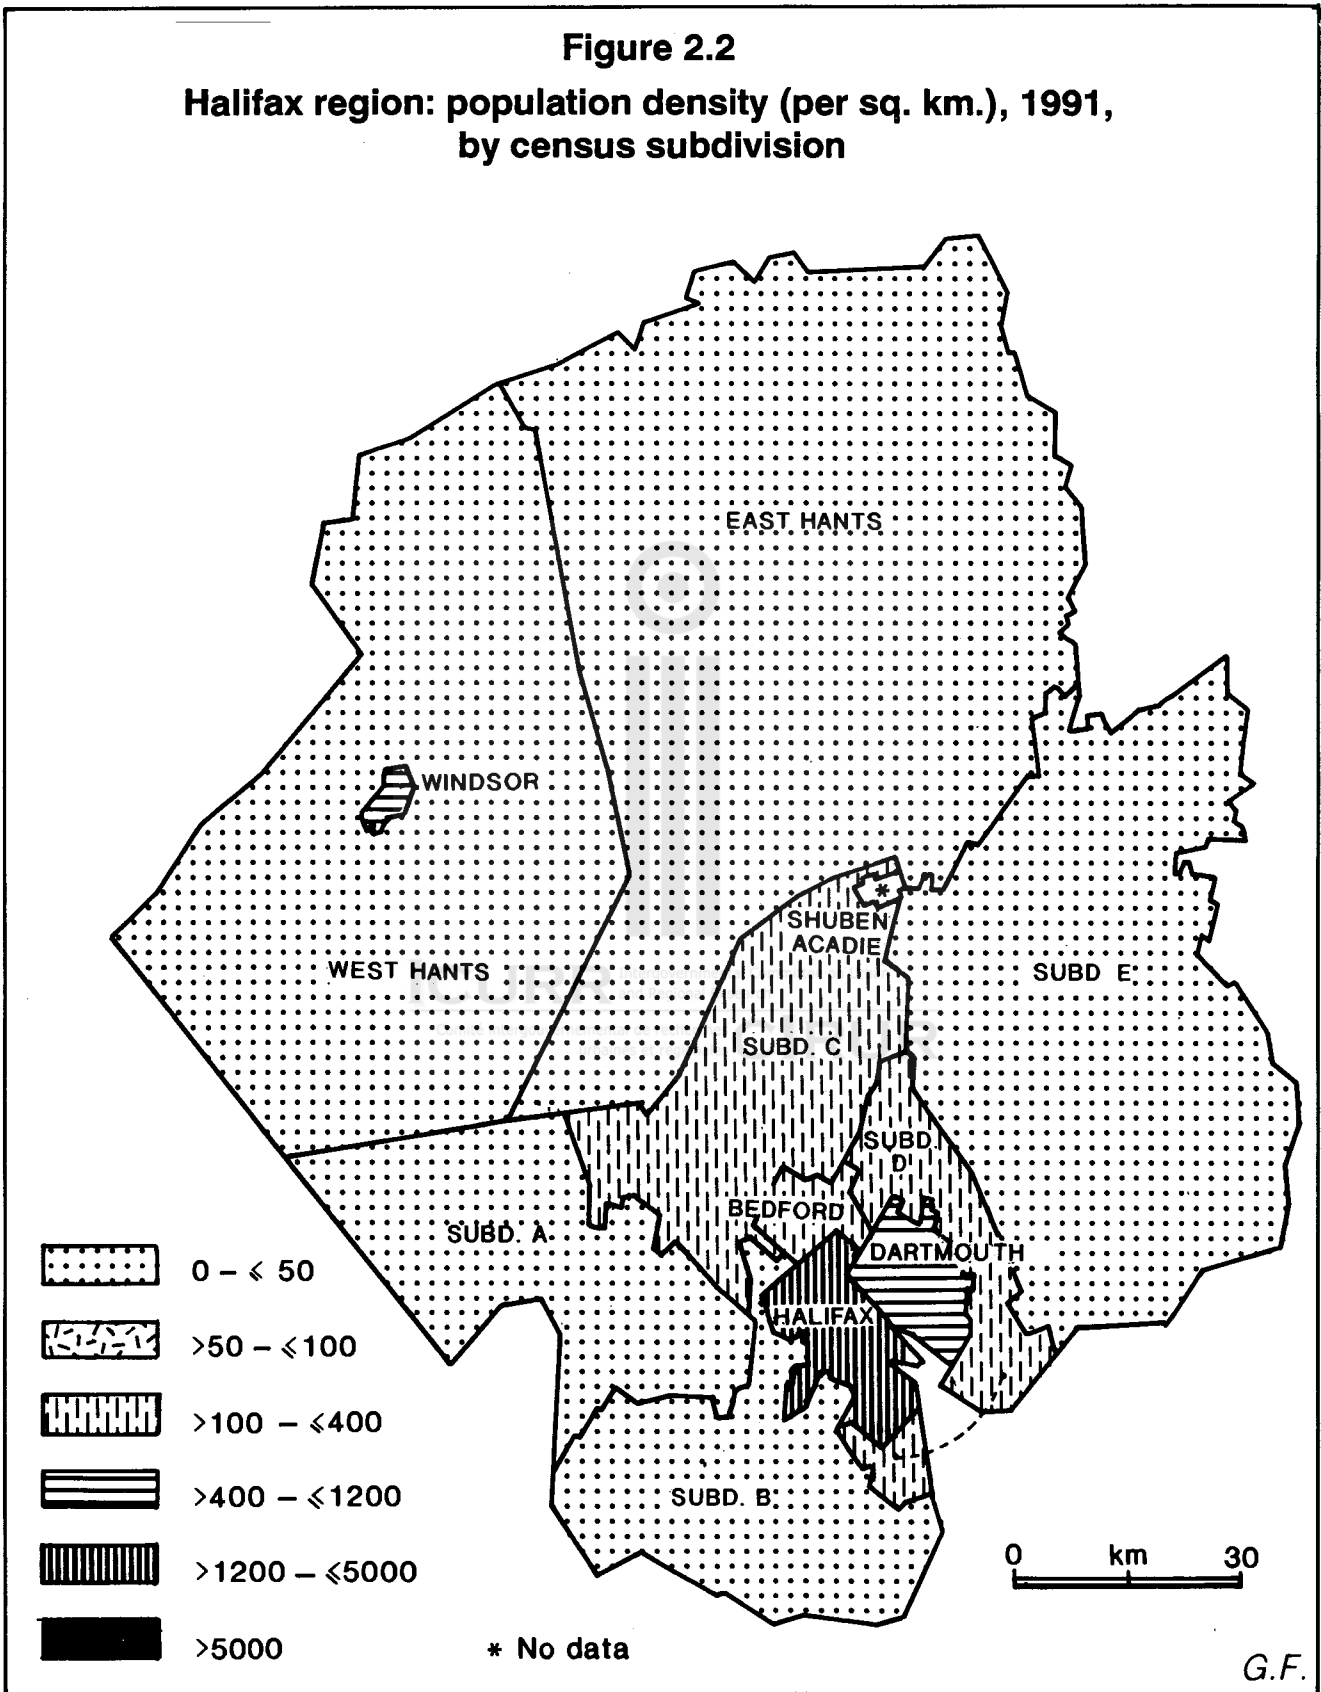 Figure 2.2
Halifax region: population density (per sq. km.), 1991,
by census subdivision
EAST HANTS
WINDSOR
*
SHUBEN
ACADIE
WEST HANTS
SUBD E
ICURR
SUBD. C
SUBD.
D
BEDFORD
SUBD. A
DARTMOUTH
HALIFAX
SUBD. B
0 – ⩽ 50
>50 – ⩽100
>100 – ⩽400
>400 – ⩽1200
>1200 – ⩽5000
>5000
* No data
0 km 30
G.F.